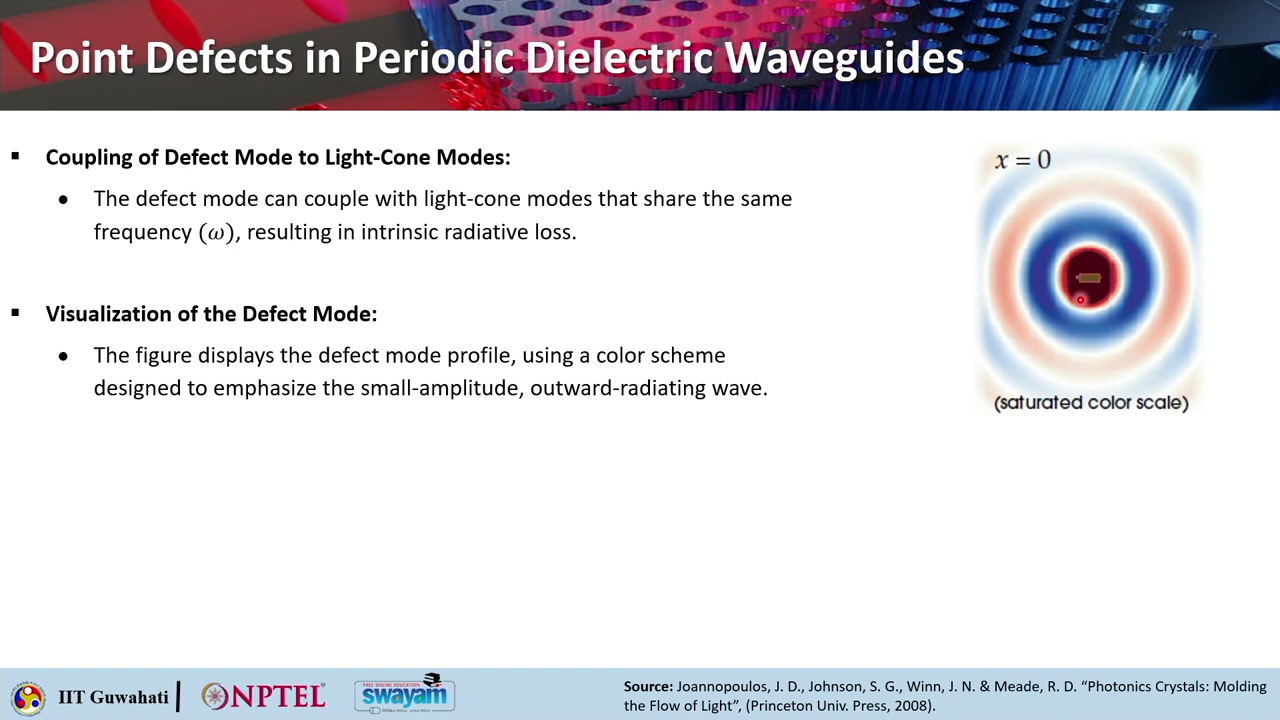 Point Defects in Periodic Dielectric Waveguides
▪ Coupling of Defect Mode to Light-Cone Modes:
• The defect mode can couple with light-cone modes that share the same
frequency (ω), resulting in intrinsic radiative loss.
▪ Visualization of the Defect Mode:
• The figure displays the defect mode profile, using a color scheme
designed to emphasize the small-amplitude, outward-radiating wave.
x = 0
(saturated color scale)
IIT Guwahati
NPTEL
FREE ONLINE EDUCATION
swayam
Source: Joannopoulos, J. D., Johnson, S. G., Winn, J. N. & Meade, R. D. “Photonics Crystals: Molding
the Flow of Light”, (Princeton Univ. Press, 2008).